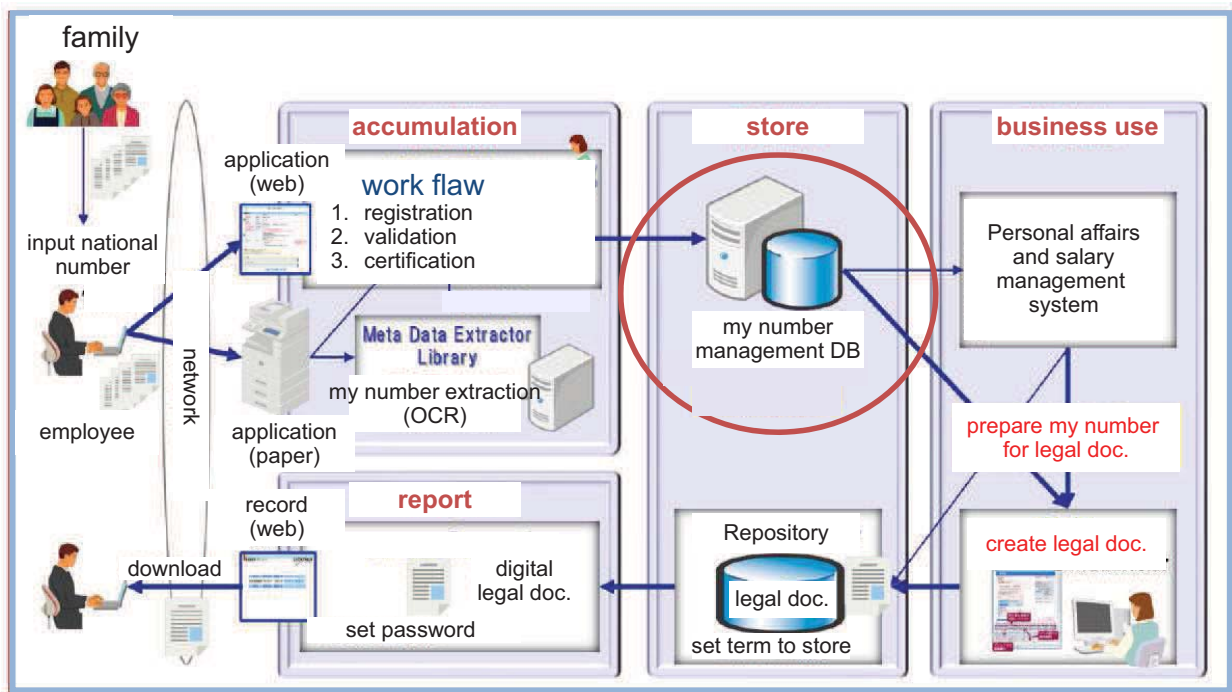 family
input national
number
employee
network
application
(web)
application
(paper)
accumulation
work flaw
1. registration
2. validation
3. certification
Meta Data Extractor
Library
my number extraction
(OCR)
store
my number
management DB
business use
Personal affairs
and salary
management
system
prepare my number
for legal doc.
create legal doc.
Repository
legal doc.
set term to store
report
digital
legal doc.
set password
record
(web)
download